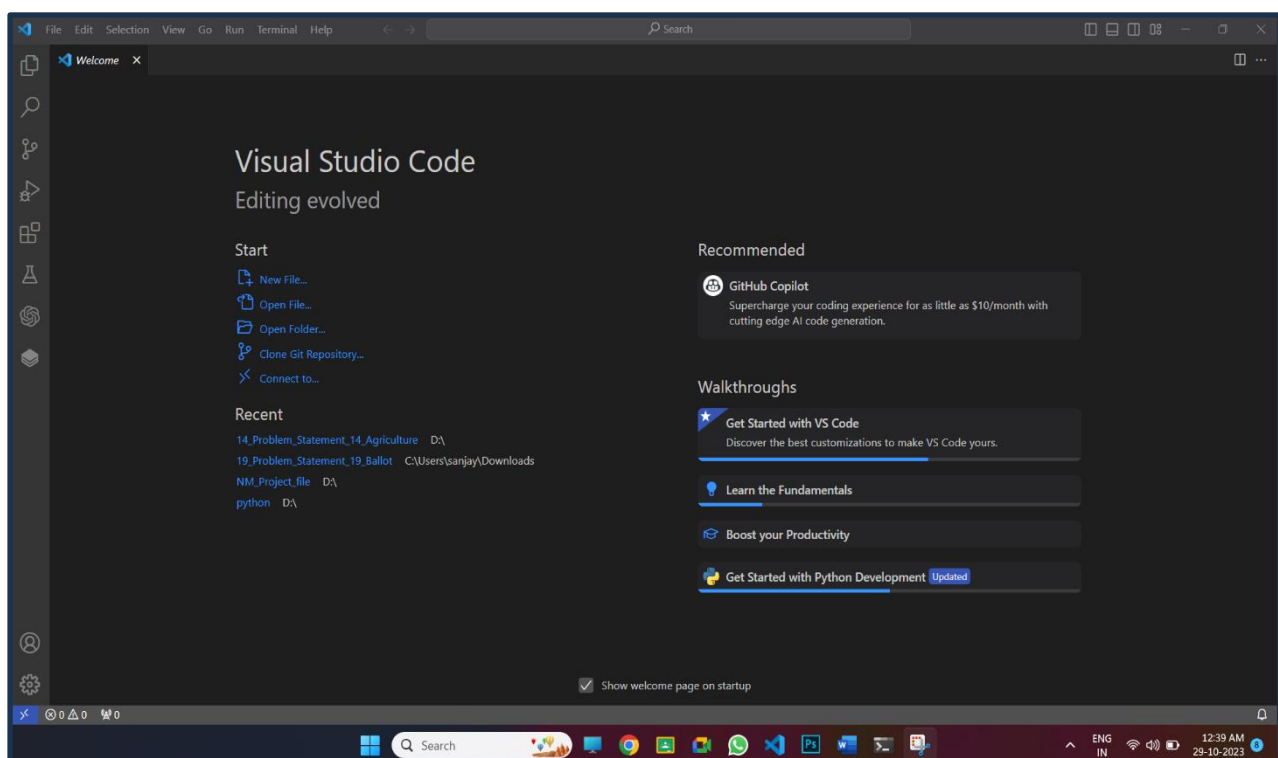 File Edit Selection View Go Run Terminal Help Search
Welcome
Visual Studio Code
Editing evolved
Start
New File...
Open File...
Open Folder...
Clone Git Repository...
Connect to...
Recent
14_Problem_Statement_14_Agriculture D:\
19_Problem_Statement_19_Ballot C:\Users\sanjay\Downloads
NM_Project_file D:\
python D:\
Recommended
GitHub Copilot
Supercharge your coding experience for as little as $10/month with
cutting edge AI code generation.
Walkthroughs
Get Started with VS Code
Discover the best customizations to make VS Code yours.
Learn the Fundamentals
Boost your Productivity
Get Started with Python Development Updated
Show welcome page on startup
0 0 0
Search
Ps
W
ENG
IN
12:39 AM
29-10-2023
8